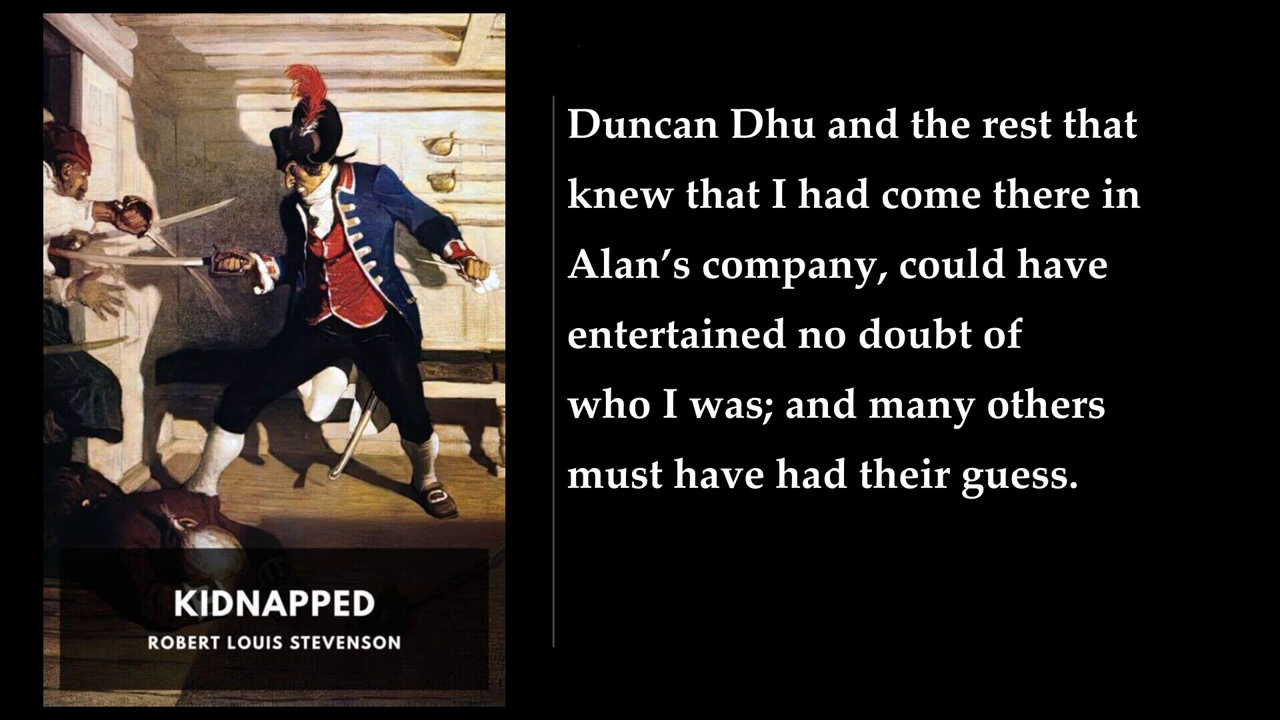 KIDNAPPED
ROBERT LOUIS STEVENSON
Duncan Dhu and the rest that
knew that I had come there in
Alan’s company, could have
entertained no doubt of
who I was; and many others
must have had their guess.